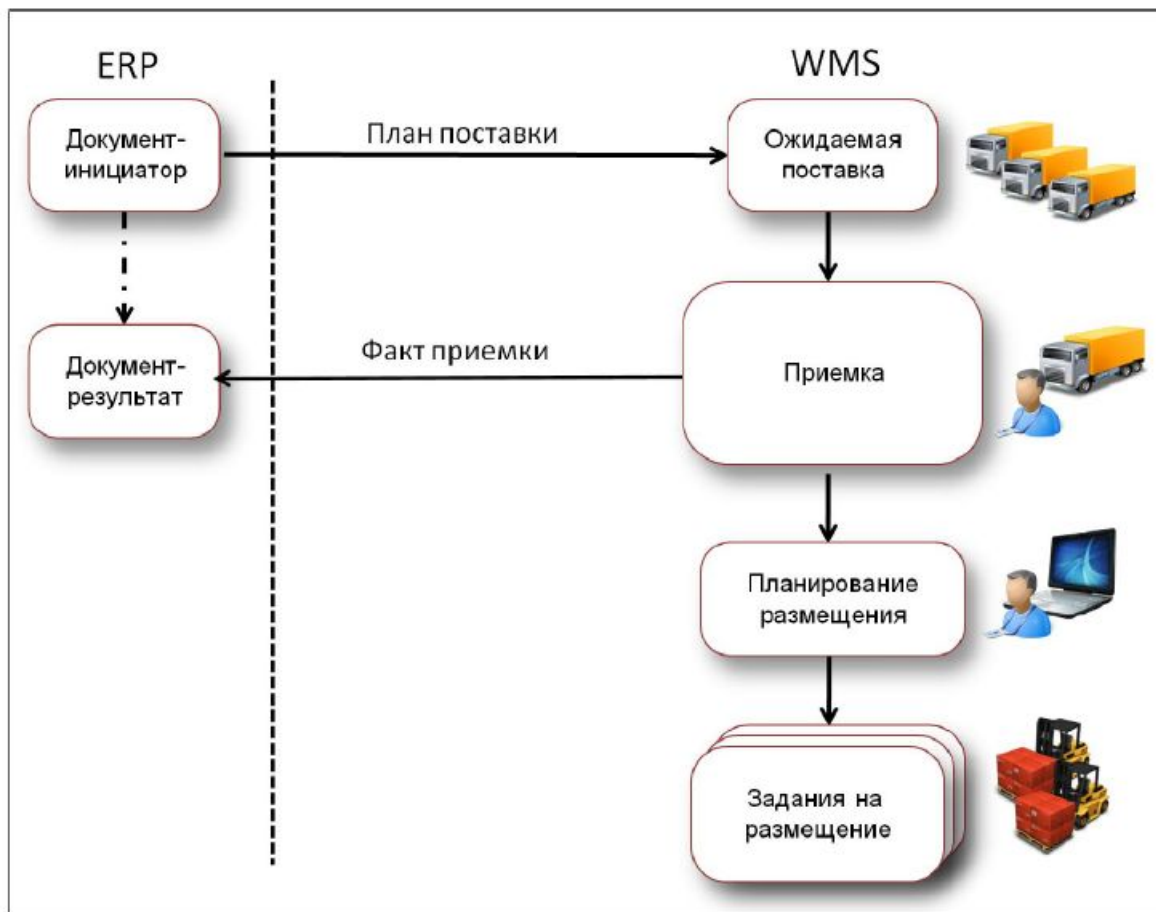 ERP
WMS
Документ-
инициатор
План поставки
Ожидаемая
поставка
Документ-
результат
Факт приемки
Приемка
Планирование
размещения
Задания на
размещение